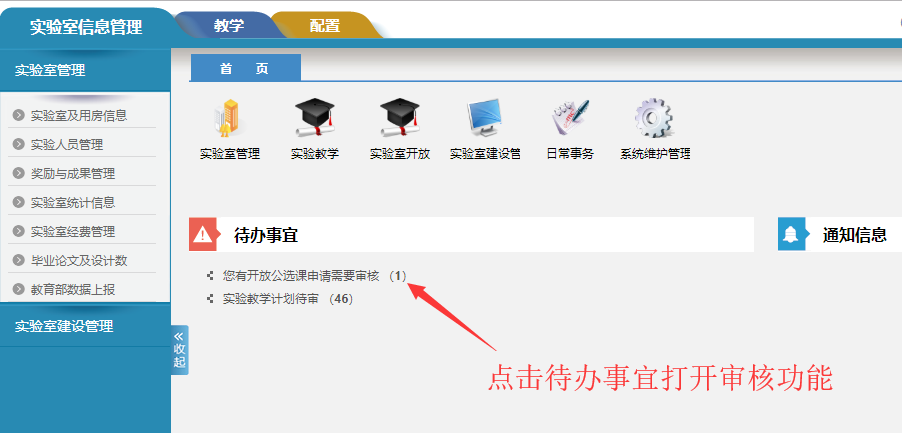 实验室信息管理
教学
配置
实验室管理
首 页
实验室及用房信息
实验人员管理
奖励与成果管理
实验室统计信息
实验室经费管理
毕业论文及设计数
教育部数据上报
实验室建设管理
收起
实验室管理
实验教学
实验室开放
实验室建设管
日常事务
系统维护管理
待办事宜
通知信息
您有开放公选课申请需要审核 （1）
实验教学计划待审 （46）
点击待办事宜打开审核功能